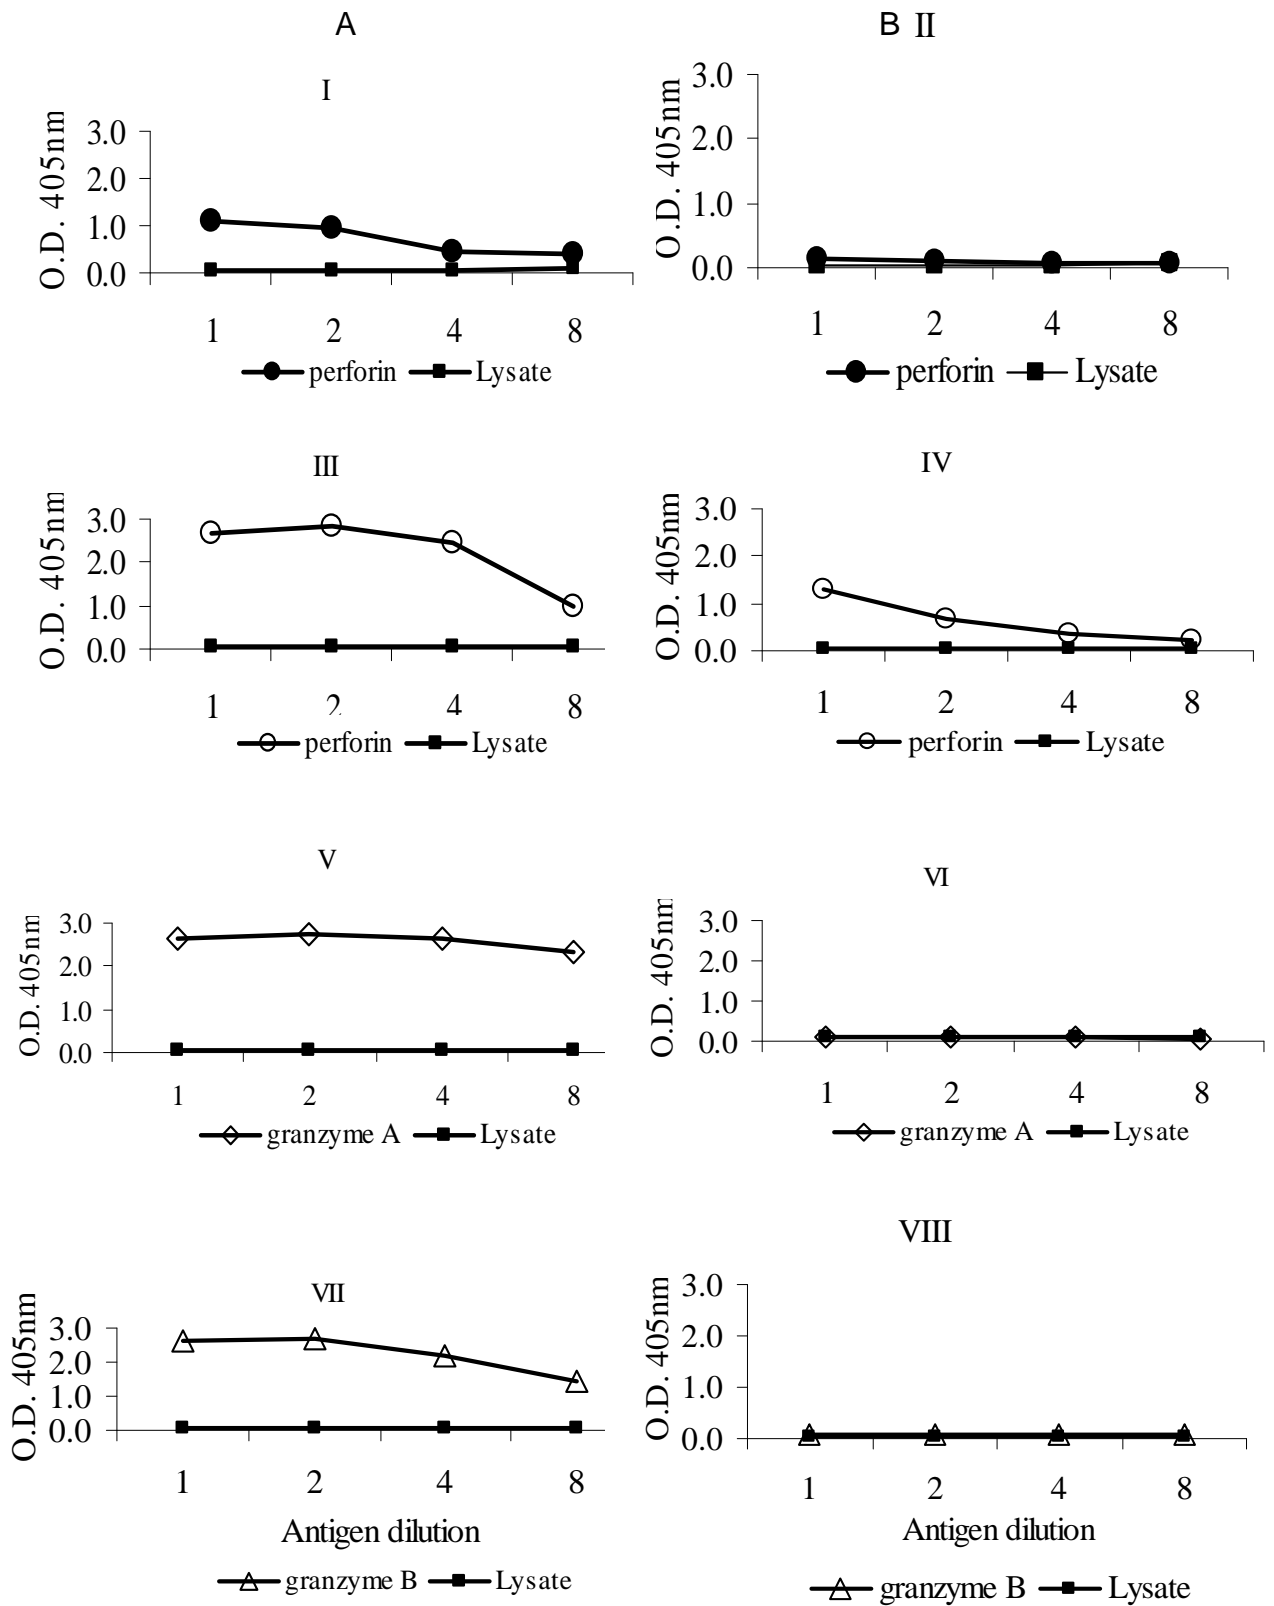 A
B II
I
O.D. 405nm
3.0
2.0
1.0
0.0
1 2 4 8
perforin Lysate
O.D. 405nm
3.0
2.0
1.0
0.0
1 2 4 8
perforin Lysate
III
O.D. 405nm
3.0
2.0
1.0
0.0
1 2 4 8
perforin Lysate
IV
O.D. 405nm
3.0
2.0
1.0
0.0
1 2 4 8
perforin Lysate
V
O.D. 405nm
3.0
2.0
1.0
0.0
1 2 4 8
granzyme A Lysate
VI
O.D. 405nm
3.0
2.0
1.0
0.0
1 2 4 8
granzyme A Lysate
VII
O.D. 405nm
3.0
2.0
1.0
0.0
1 2 4 8
Antigen dilution
granzyme B Lysate
VIII
O.D. 405nm
3.0
2.0
1.0
0.0
1 2 4 8
Antigen dilution
granzyme B Lysate